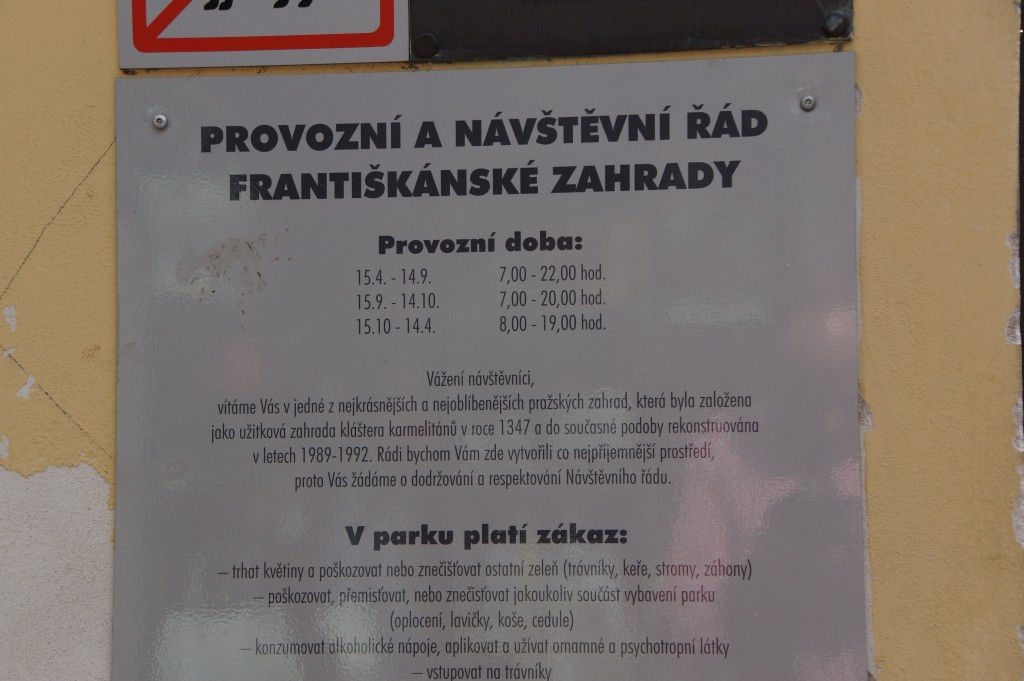 PROVOZNÍ A NÁVŠTĚVNÍ ŘÁD
FRANTIŠKÁNSKÉ ZAHRADY
Provozní doba:
15.4. - 14.9. 7,00 - 22,00 hod.
15.9. - 14.10. 7,00 - 20,00 hod.
15.10 - 14.4. 8,00 - 19,00 hod.
Vážení návštěvníci,
vítáme Vás v jedné z nejkrásnějších a nejoblíbenějších pražských zahrad, která byla založena
jako užitková zahrada kláštera karmelitánů v roce 1347 a do současné podoby rekonstruována
v letech 1989-1992. Rádi bychom Vám zde vytvořili co nejpříjemnější prostředí,
proto Vás žádáme o dodržování a respektování Návštěvního řádu.
V parku platí zákaz:
– trhat květiny a poškozovat nebo znečišťovat ostatní zeleň (trávníky, keře, stromy, záhony)
– poškozovat, přemisťovat, nebo znečisťovat jakoukoliv součást vybavení parku
(oplocení, lavičky, koše, cedule)
– konzumovat alkoholické nápoje, aplikovat a užívat omamné a psychotropní látky
– vstupovat na trávníky